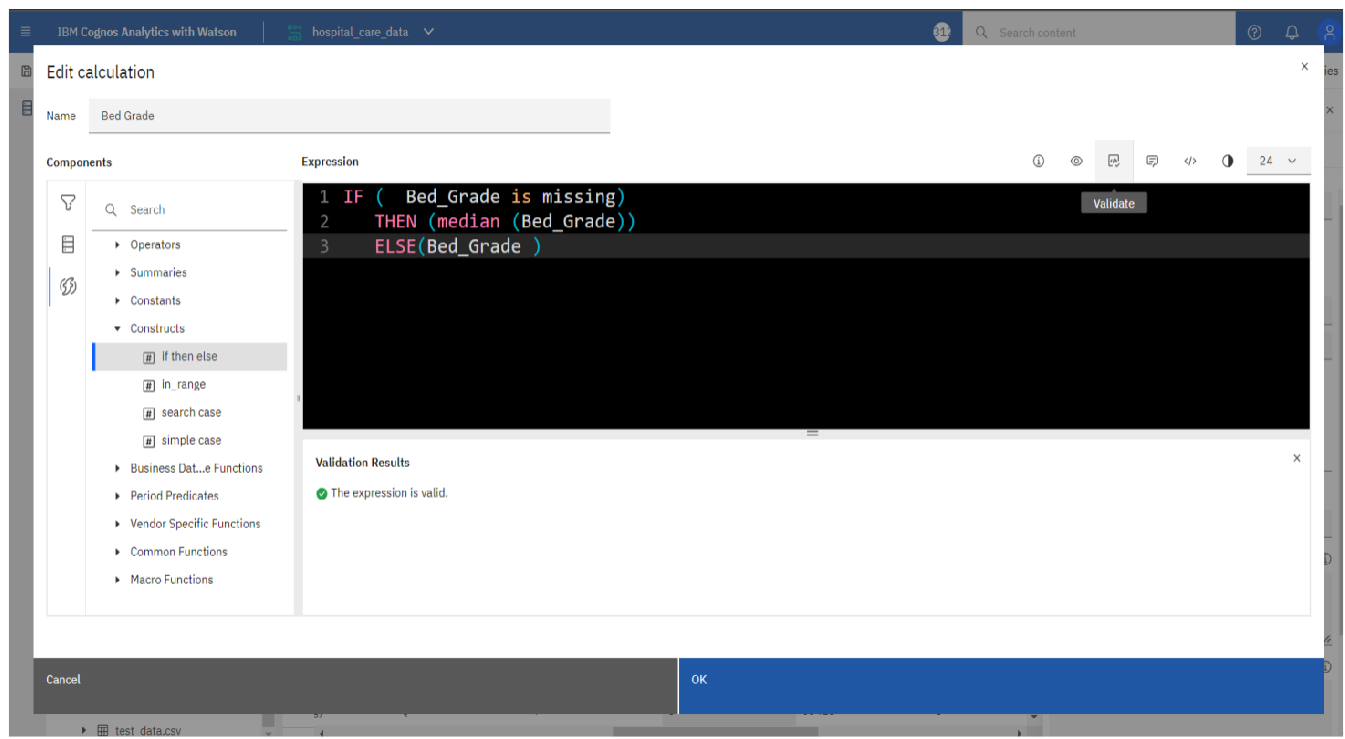 IBM Cognos Analytics with Watson
hospital_care_data
Search content
Edit calculation
ies
Name
Bed Grade
Components
Expression
24
Validate
Search
Operators
Summaries
Constants
Constructs
if then else
in_range
search case
simple case
Business Dat...e Functions
Period Predicates
Vendor Specific Functions
Common Functions
Macro Functions
1 IF ( Bed_Grade is missing)
2 THEN (median (Bed_Grade))
3 ELSE(Bed_Grade )
Validation Results
The expression is valid.
Cancel
OK
test_data.csv